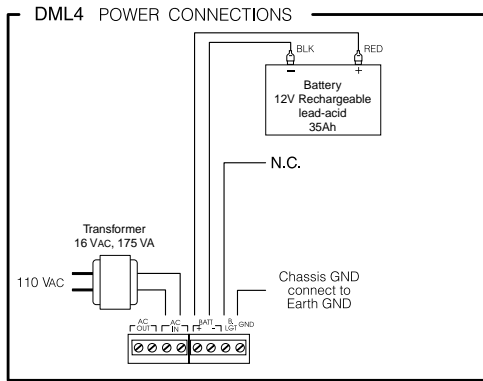 DML4 POWER CONNECTIONS
BLK
RED
– +
Battery
12V Rechargeable
lead-acid
35Ah
N.C.
Transformer
16 VAC, 175 VA
110 VAC
Chassis GND
connect to
Earth GND
AC OUT
AC IN
BATT
+ -
B. LGT
GND